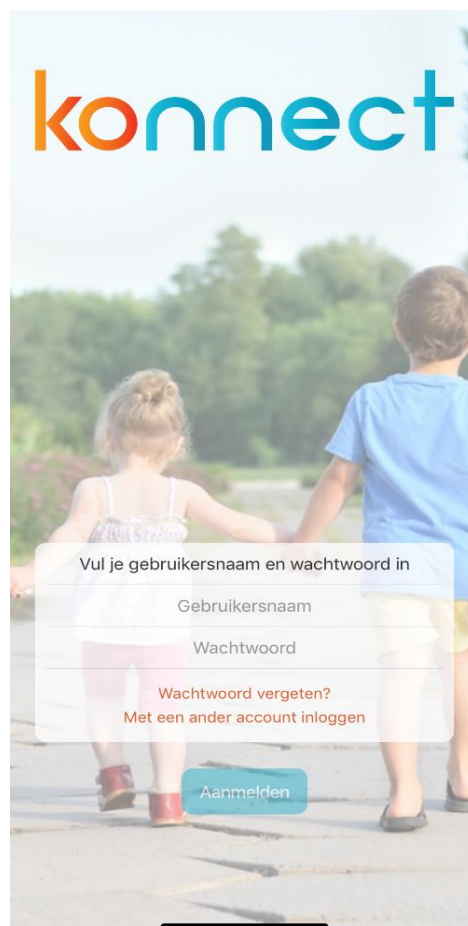 konnect
Vul je gebruikersnaam en wachtwoord in
Gebruikersnaam
Wachtwoord
Wachtwoord vergeten?
Met een ander account inloggen
Aanmelden